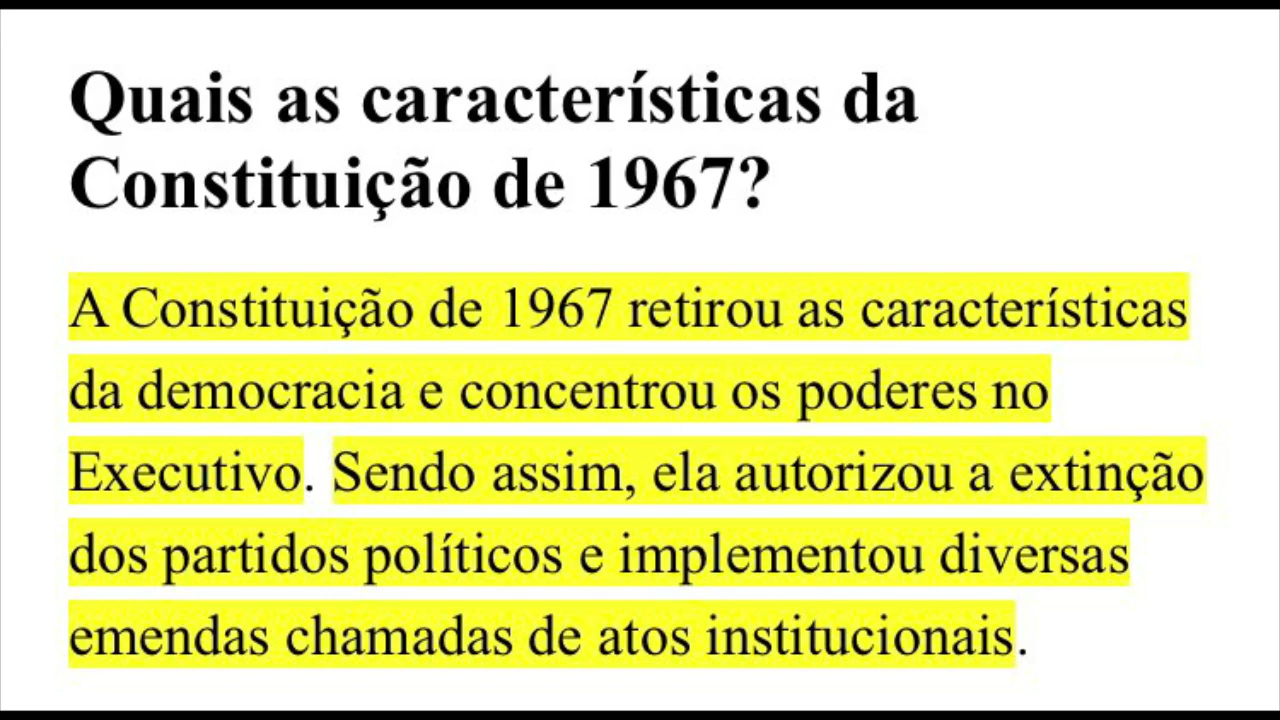 Quais as características da
Constituição de 1967?
A Constituição de 1967 retirou as características
da democracia e concentrou os poderes no
Executivo. Sendo assim, ela autorizou a extinção
dos partidos políticos e implementou diversas
emendas chamadas de atos institucionais.